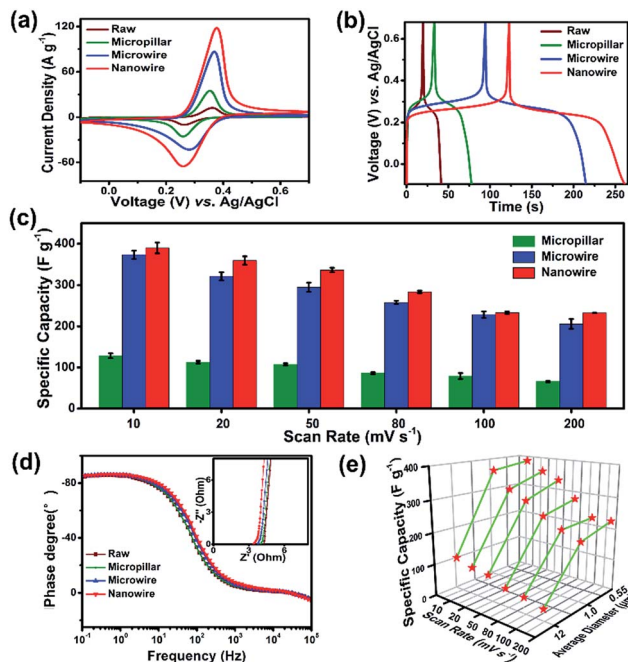 (a)
Raw
Micropillar
Microwire
Nanowire
Current Density (A g⁻¹)
120
60
0
-60
0.0 0.2 0.4 0.6
Voltage (V) vs. Ag/AgCl
(b)
Raw
Micropillar
Microwire
Nanowire
Voltage (V) vs. Ag/AgCl
0.6
0.4
0.2
0.0
0 50 100 150 200 250
Time (s)
(c)
Micropillar
Microwire
Nanowire
Specific Capacity (F g⁻¹)
400
300
200
100
0
10 20 50 80 100 200
Scan Rate (mV s⁻¹)
(d)
Phase degree(°)
-80
-40
0
Raw
Micropillar
Microwire
Nanowire
-Z'' (Ohm)
-6
-3
0
0 3 6
Z' (Ohm)
10⁻¹ 10⁰ 10¹ 10² 10³ 10⁴ 10⁵
Frequency (Hz)
(e)
Specific Capacity (F g⁻¹)
400
300
200
100
0
10 20 50 80 100 200
Scan Rate (mV s⁻¹)
12 1.0 0.55
Average Diameter (μm)